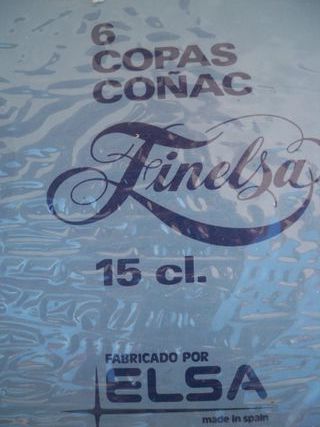 6
COPAS
COÑAC
Finelsa
15 cl.
FABRICADO POR
ELSA
made in spain